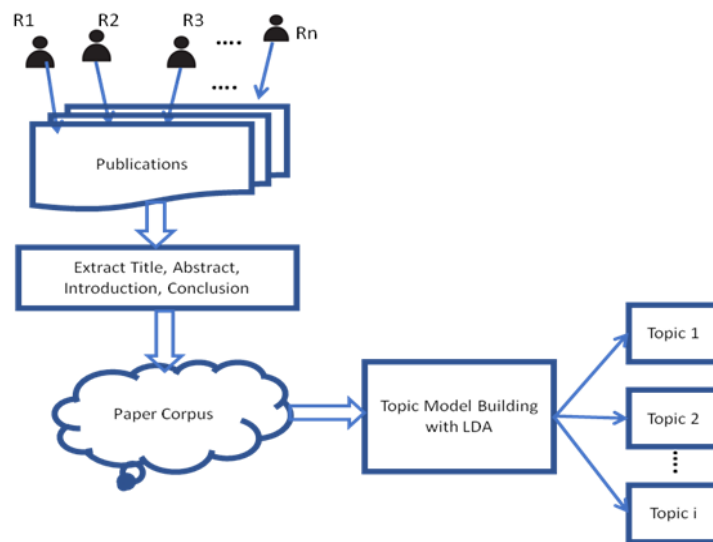 R1
R2
R3
....
Rn
....
Publications
Extract Title, Abstract,
Introduction, Conclusion
Paper Corpus
Topic Model Building
with LDA
Topic 1
Topic 2
.....
Topic i